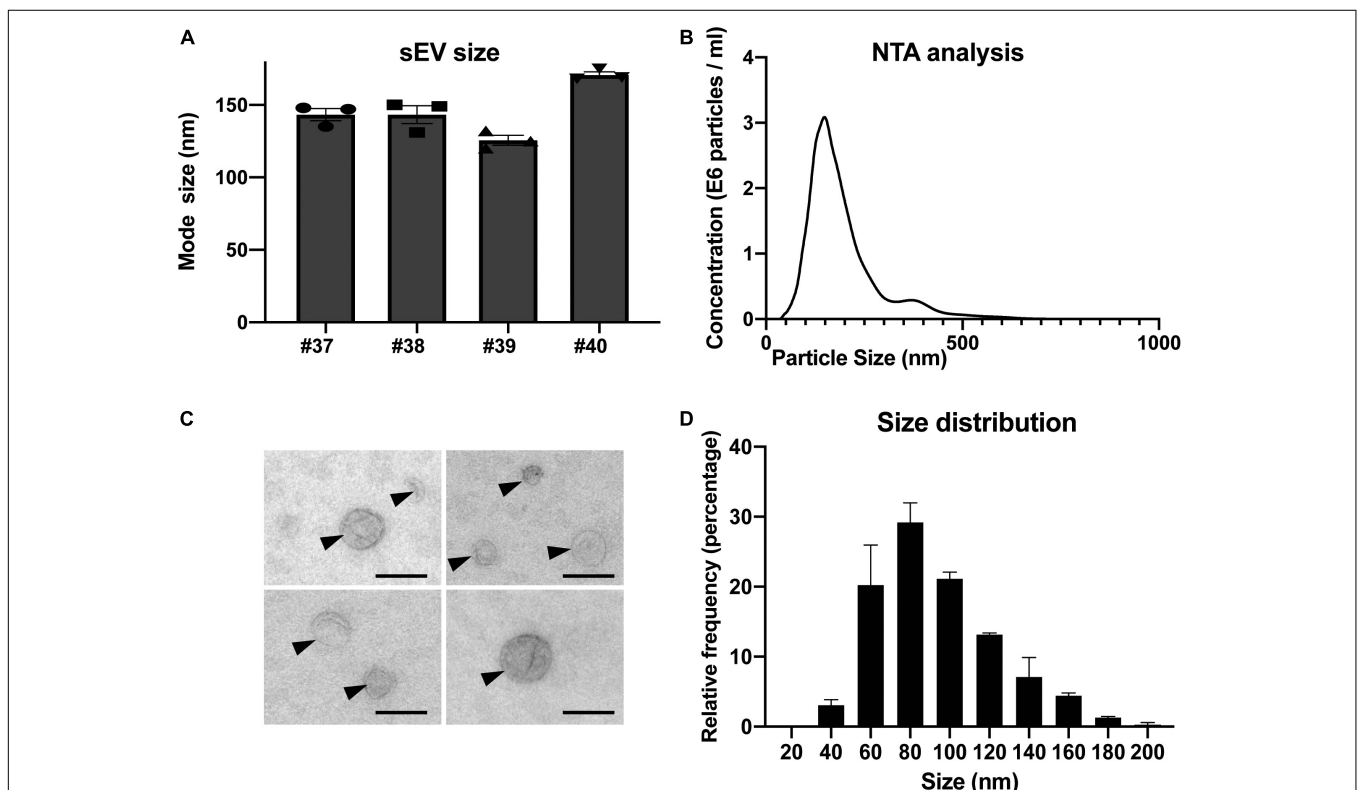 A
sEV size
Mode size (nm)
150
100
50
0
#37 #38 #39 #40
B
NTA analysis
Concentration (E6 particles / ml)
4
3
2
1
0
0 500 1000
Particle Size (nm)
C
D
Size distribution
Relative frequency (percentage)
40
30
20
10
0
20 40 60 80 100 120 140 160 180 200
Size (nm)